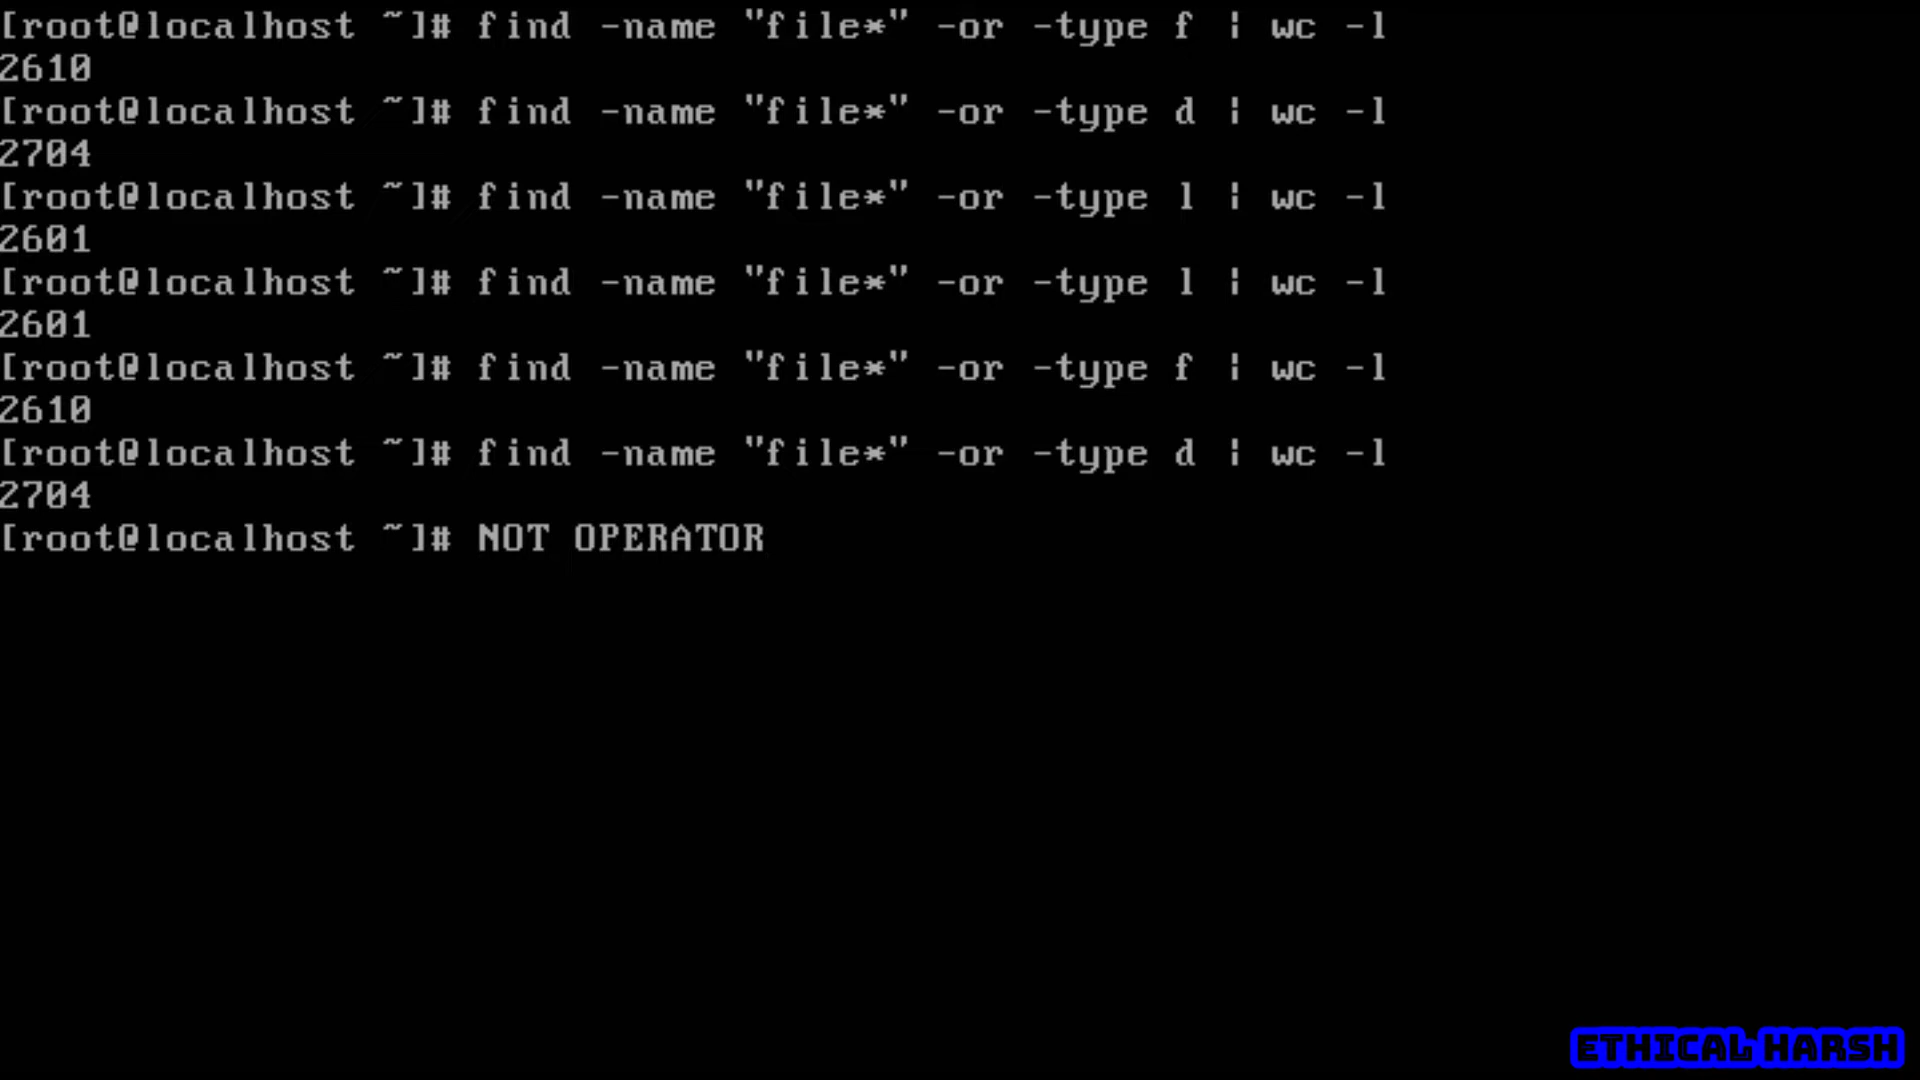 [root@localhost ~]# find -name "file*" -or -type f | wc -l
2610
[root@localhost ~]# find -name "file*" -or -type d | wc -l
2704
[root@localhost ~]# find -name "file*" -or -type l | wc -l
2601
[root@localhost ~]# find -name "file*" -or -type l | wc -l
2601
[root@localhost ~]# find -name "file*" -or -type f | wc -l
2610
[root@localhost ~]# find -name "file*" -or -type d | wc -l
2704
[root@localhost ~]# NOT OPERATOR
ETHICAL HARSH